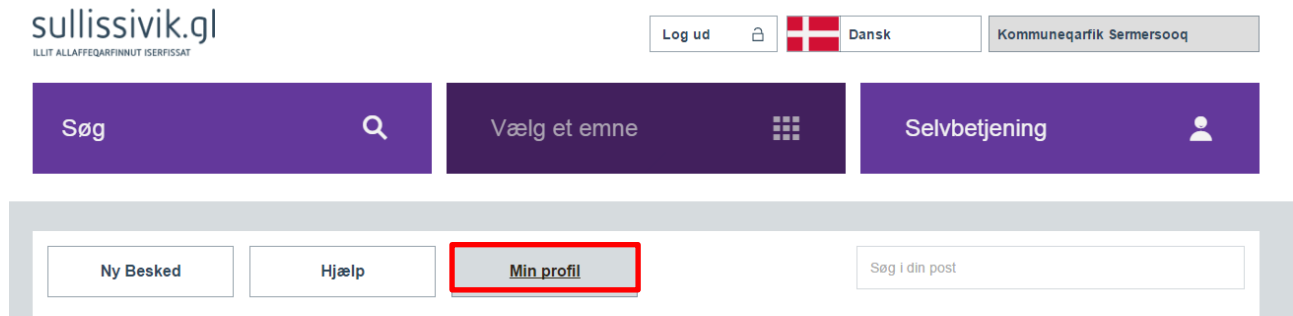 sullissivik.gl
ILLIT ALLAFFEQARFINNUT ISERFISSAT
Log ud
Dansk
Kommuneqarfik Sermersooq
Søg
Vælg et emne
Selvbetjening
Ny Besked
Hjælp
Min profil
Søg i din post